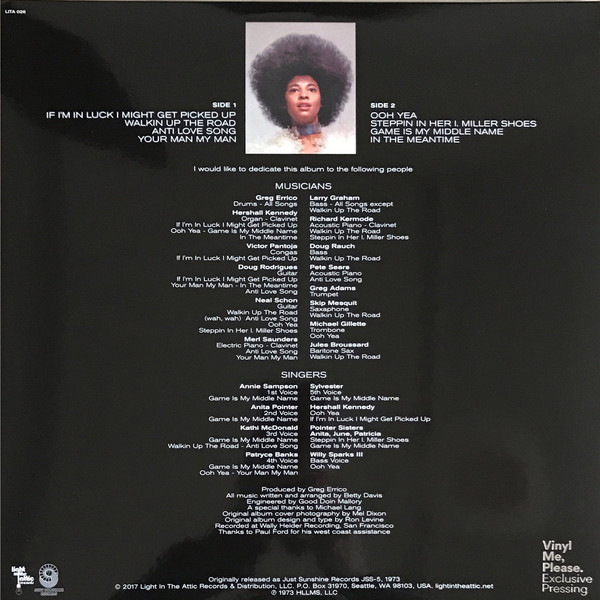 LITA 026
SIDE 1
IF I'M IN LUCK I MIGHT GET PICKED UP
WALKIN UP THE ROAD
ANTI LOVE SONG
YOUR MAN MY MAN
SIDE 2
OOH YEA
STEPPIN IN HER I. MILLER SHOES
GAME IS MY MIDDLE NAME
IN THE MEANTIME
I would like to dedicate this album to the following people
MUSICIANS
Greg Errico
Drums - All Songs
Hershall Kennedy
Organ - Clavinet
If I'm In Luck I Might Get Picked Up
Ooh Yea - Game Is My Middle Name
In The Meantime
Victor Pantoja
Congas
If I'm In Luck I Might Get Picked Up
Doug Rodrigues
Guitar
If I'm In Luck I Might Get Picked Up
Your Man My Man - In The Meantime
Anti Love Song
Neal Schon
Guitar
Walkin Up The Road
(wah, wah) Anti Love Song
Ooh Yea
Steppin In Her I. Miller Shoes
Merl Saunders
Electric Piano - Clavinet
Anti Love Song
Your Man My Man
Larry Graham
Bass - All Songs except
Walkin Up The Road
Richard Kermode
Acoustic Piano - Clavinet
Walkin Up The Road
Steppin In Her I. Miller Shoes
Doug Rauch
Bass
Walkin Up The Road
Pete Sears
Acoustic Piano
Anti Love Song
Greg Adams
Trumpet
Skip Mesquit
Saxaphone
Walkin Up The Road
Michael Gillette
Trombone
Ooh Yea
Jules Broussard
Baritone Sax
Walkin Up The Road
SINGERS
Annie Sampson
1st Voice
Game Is My Middle Name
Anita Pointer
2nd Voice
Game Is My Middle Name
Kathi McDonald
3rd Voice
Game Is My Middle Name
Walkin Up The Road - Anti Love Song
Patryce Banks
4th Voice
Game Is My Middle Name
Ooh Yea - Your Man My Man
Sylvester
5th Voice
Game Is My Middle Name
Hershall Kennedy
Ooh Yea
If I'm In Luck I Might Get Picked Up
Pointer Sisters
Anita, June, Patricia
Steppin In Her I. Miller Shoes
Game Is My Middle Name
Willy Sparks III
Bass Voice
Ooh Yea
Produced by Greg Errico
All music written and arranged by Betty Davis
Engineered by Good Doin Mallory
A special thanks to Michael Lang
Original album cover photography by Mel Dixon
Original album design and type by Ron Levine
Recorded at Wally Heider Recording, San Francisco
Thanks to Paul Ford for his west coast assistance
light
in the
attic
Originally released as Just Sunshine Records JSS-5, 1973
© 2017 Light In The Attic Records & Distribution, LLC. P.O. Box 31970, Seattle, WA 98103, USA. lightintheattic.net
℗ 1973 HLLMS, LLC
Vinyl
Me,
Please.
Exclusive
Pressing